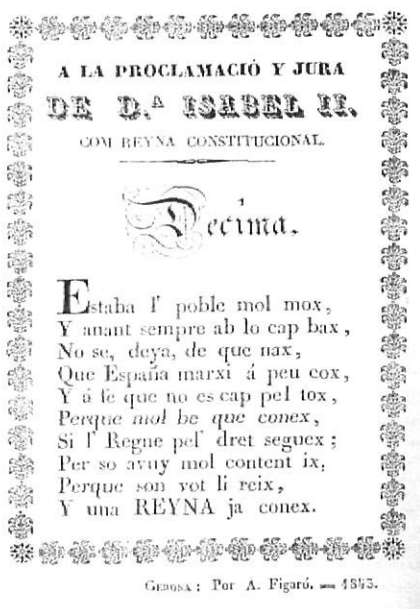 A LA PROCLAMACIÓ Y JURA
DE D.ª ISABEL II.
COM REYNA CONSTITUCIONAL.
Decima.
Estaba l' poble mol mox,
Y anant sempre ab lo cap bax,
No se, deya, de que nax,
Que España marxi á peu cox,
Y á fe que no es cap pel tox,
Perque mol be que conex,
Si l' Regne pel' dret seguex;
Per so avuy mol content ix,
Perque son vot li reix,
Y una REYNA ja conex.
GERONA: Por A. Figaró. — 1843.